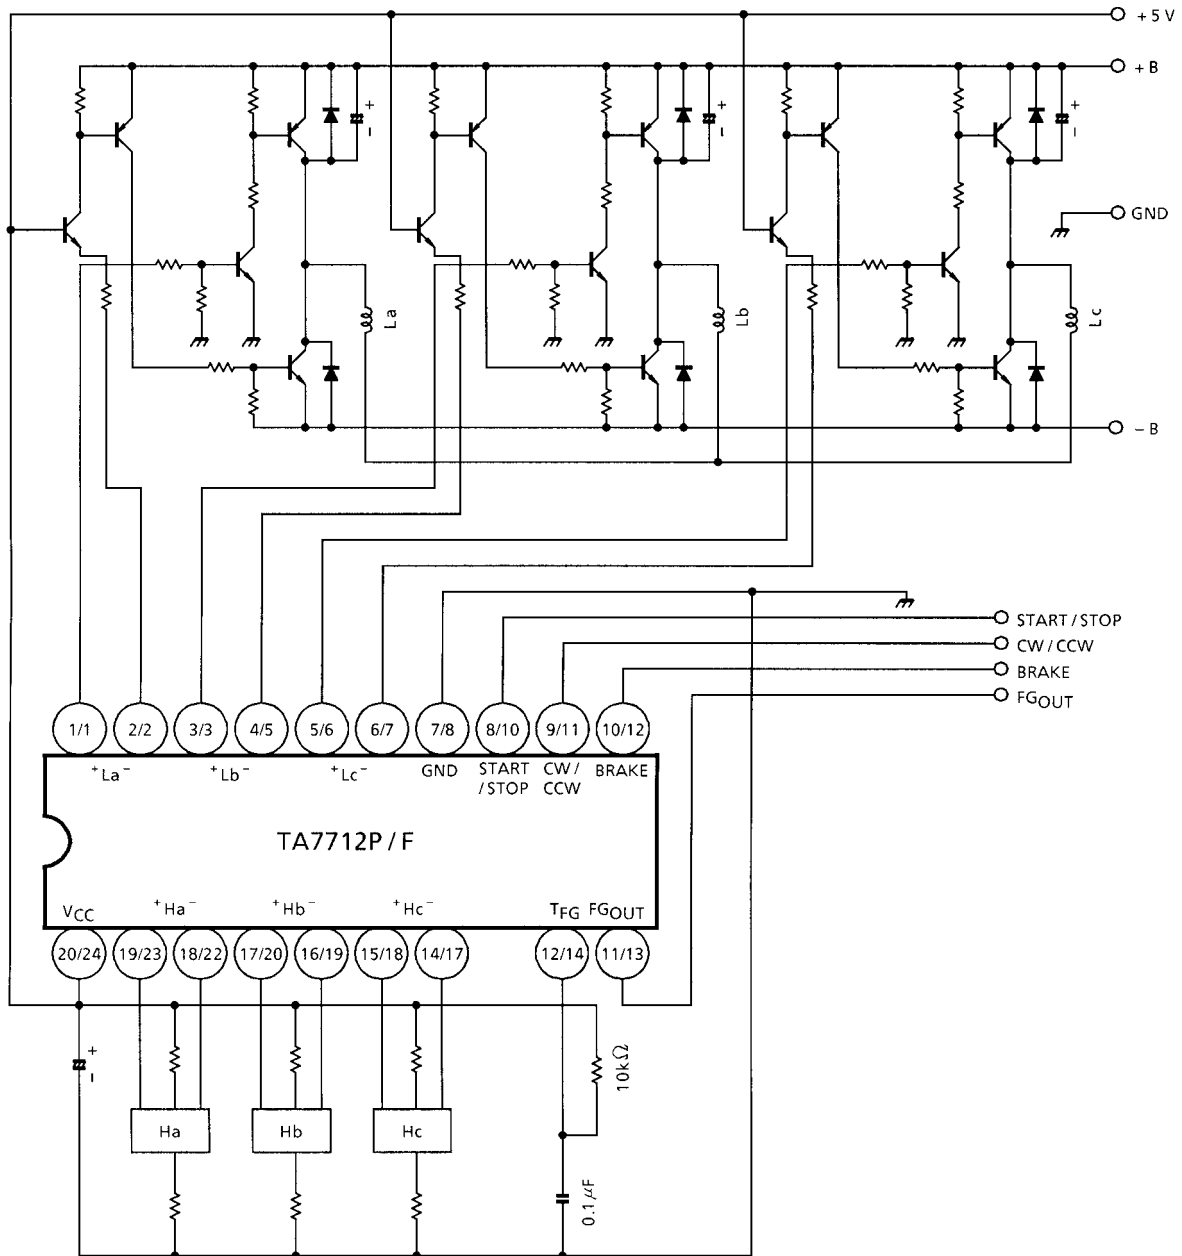 +5 V
+B
+
−
+
−
+
−
GND
La
Lb
Lc
−B
START/STOP
CW/CCW
BRAKE
FGOUT
1/1
2/2
3/3
4/5
5/6
6/7
7/8
8/10
9/11
10/12
+La−
+Lb−
+Lc−
GND
START
/STOP
CW/
CCW
BRAKE
TA7712P/F
VCC
+Ha−
+Hb−
+Hc−
TFG
FGOUT
20/24
19/23
18/22
17/20
16/19
15/18
14/17
12/14
11/13
+
−
10kΩ
Ha
Hb
Hc
0.1μF